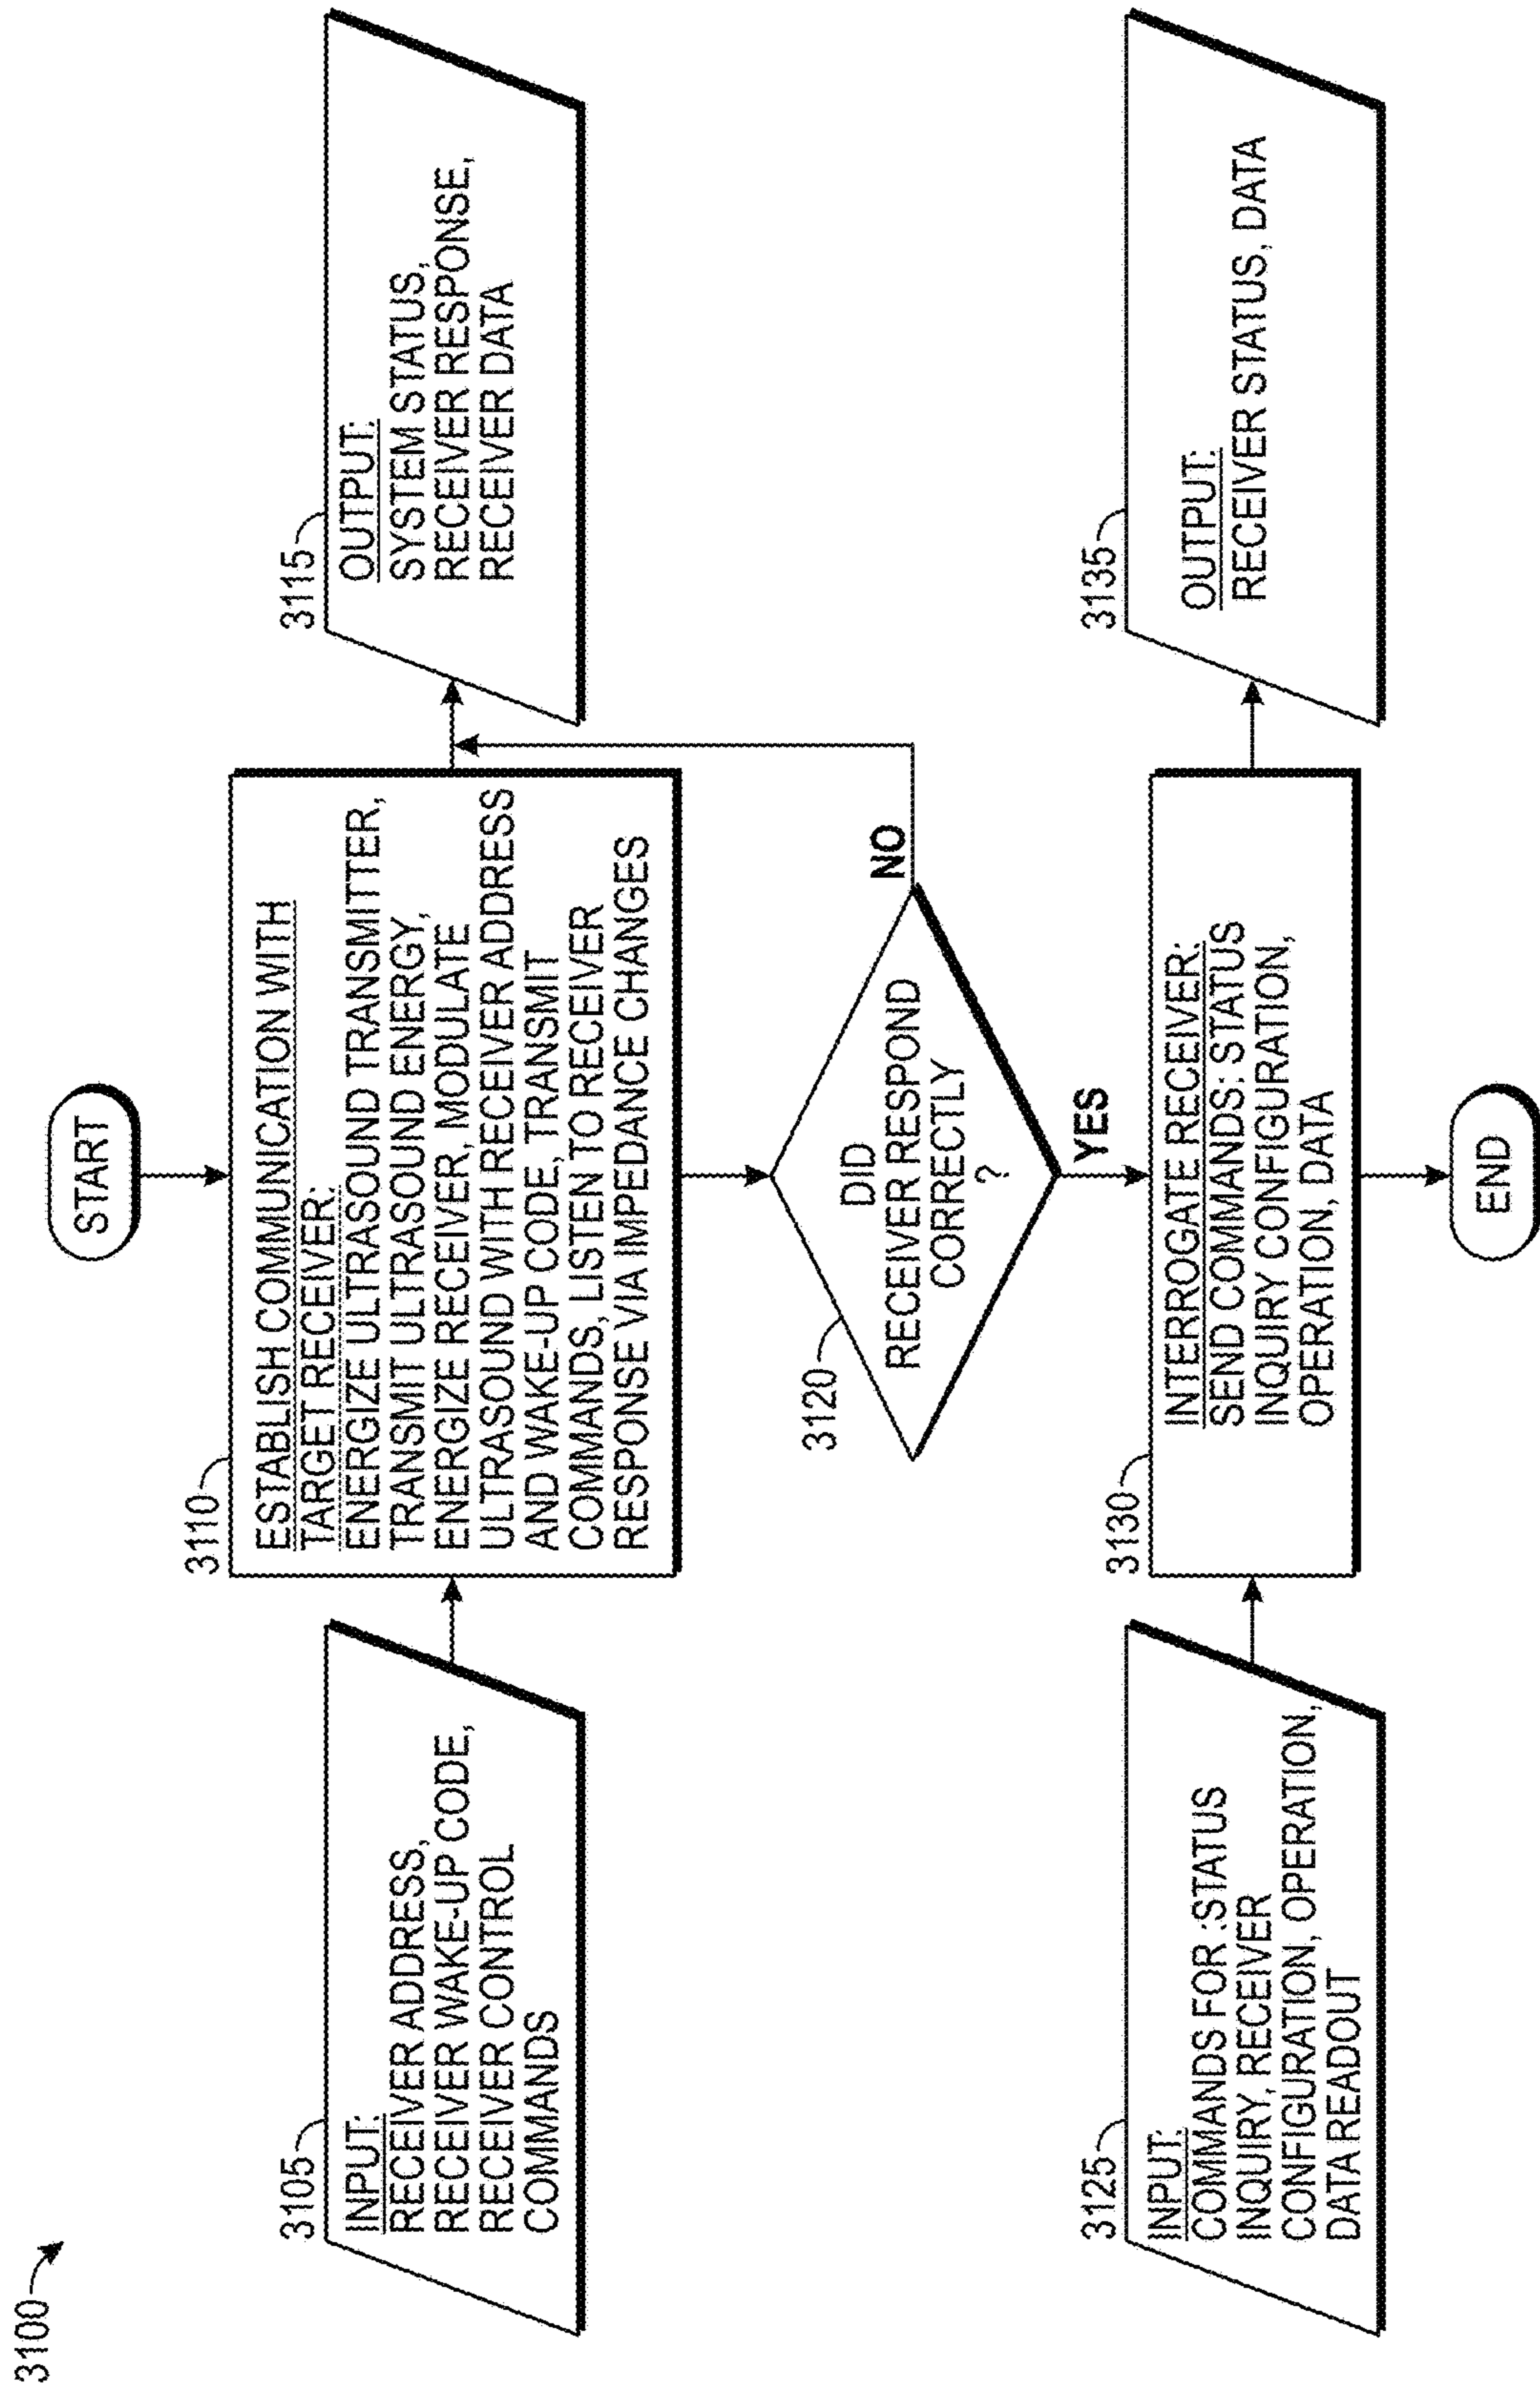 3100
START
3105
INPUT:
RECEIVER ADDRESS,
RECEIVER WAKE-UP CODE,
RECEIVER CONTROL
COMMANDS
3110
ESTABLISH COMMUNICATION WITH
TARGET RECEIVER:
ENERGIZE ULTRASOUND TRANSMITTER,
TRANSMIT ULTRASOUND ENERGY,
ENERGIZE RECEIVER, MODULATE
ULTRASOUND WITH RECEIVER ADDRESS
AND WAKE-UP CODE, TRANSMIT
COMMANDS, LISTEN TO RECEIVER
RESPONSE VIA IMPEDANCE CHANGES
3115
OUTPUT:
SYSTEM STATUS,
RECEIVER RESPONSE,
RECEIVER DATA
3120
DID
RECEIVER RESPOND
CORRECTLY
?
NO
YES
3125
INPUT:
COMMANDS FOR :STATUS
INQUIRY, RECEIVER
CONFIGURATION, OPERATION,
DATA READOUT
3130
INTERROGATE RECEIVER:
SEND COMMANDS: STATUS
INQUIRY CONFIGURATION,
OPERATION, DATA
3135
OUTPUT:
RECEIVER STATUS, DATA
END